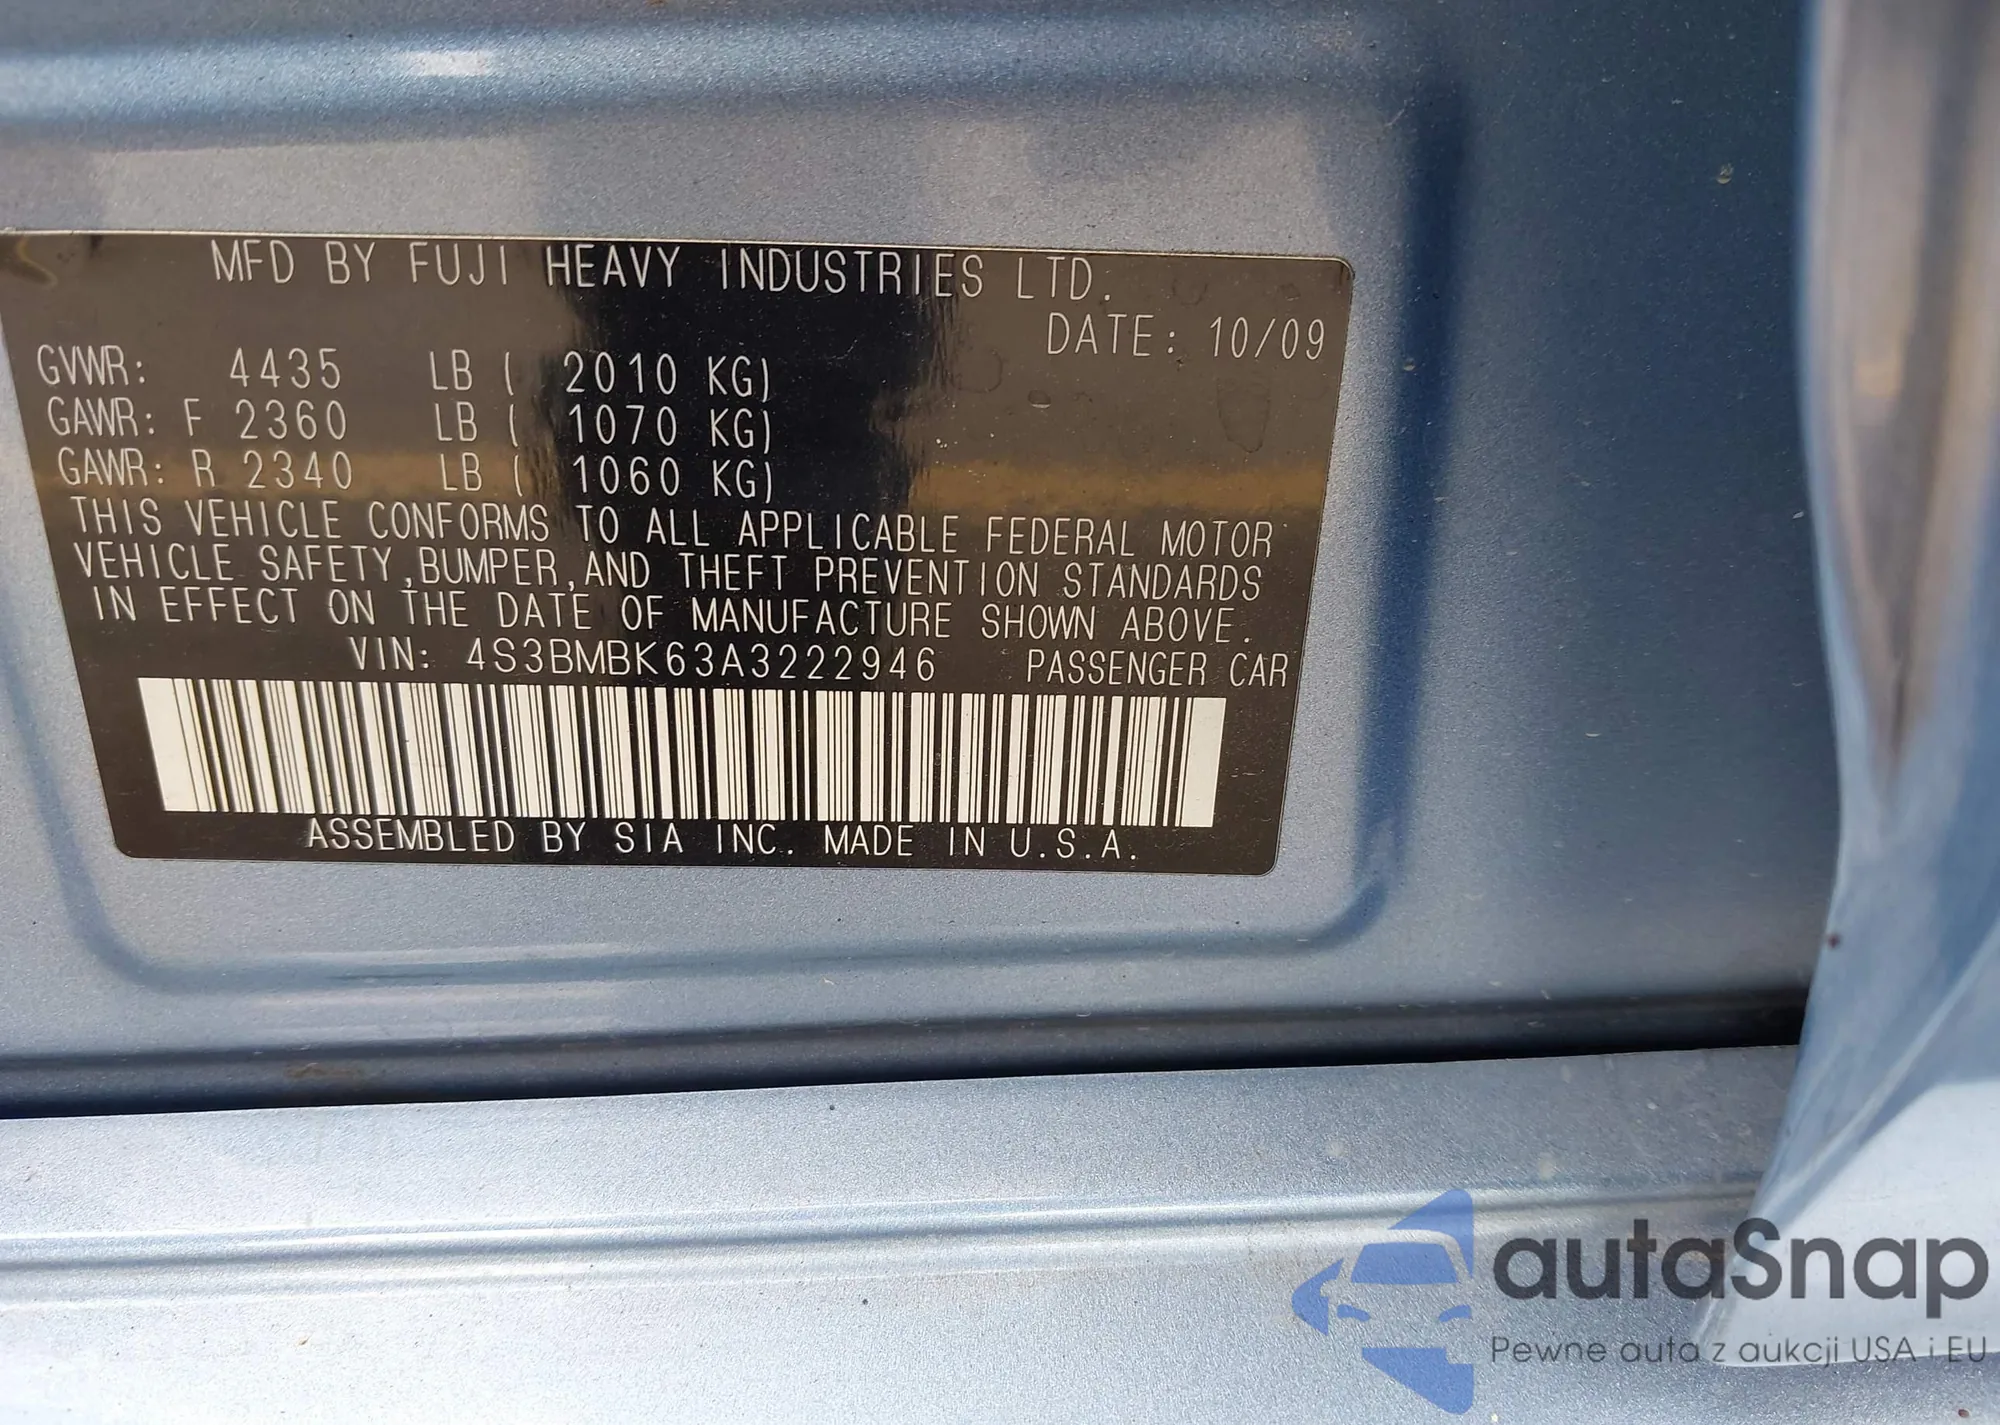 MFD BY FUJI HEAVY INDUSTRIES LTD.
DATE: 10/09
GVWR: 4435 LB ( 2010 KG)
GAWR: F 2360 LB ( 1070 KG)
GAWR: R 2340 LB ( 1060 KG)
THIS VEHICLE CONFORMS TO ALL APPLICABLE FEDERAL MOTOR
VEHICLE SAFETY,BUMPER,AND THEFT PREVENTION STANDARDS
IN EFFECT ON THE DATE OF MANUFACTURE SHOWN ABOVE.
VIN: 4S3BMBK63A3222946 PASSENGER CAR
ASSEMBLED BY SIA INC. MADE IN U.S.A.
autaSnap
Pewne auta z aukcji USA i EU